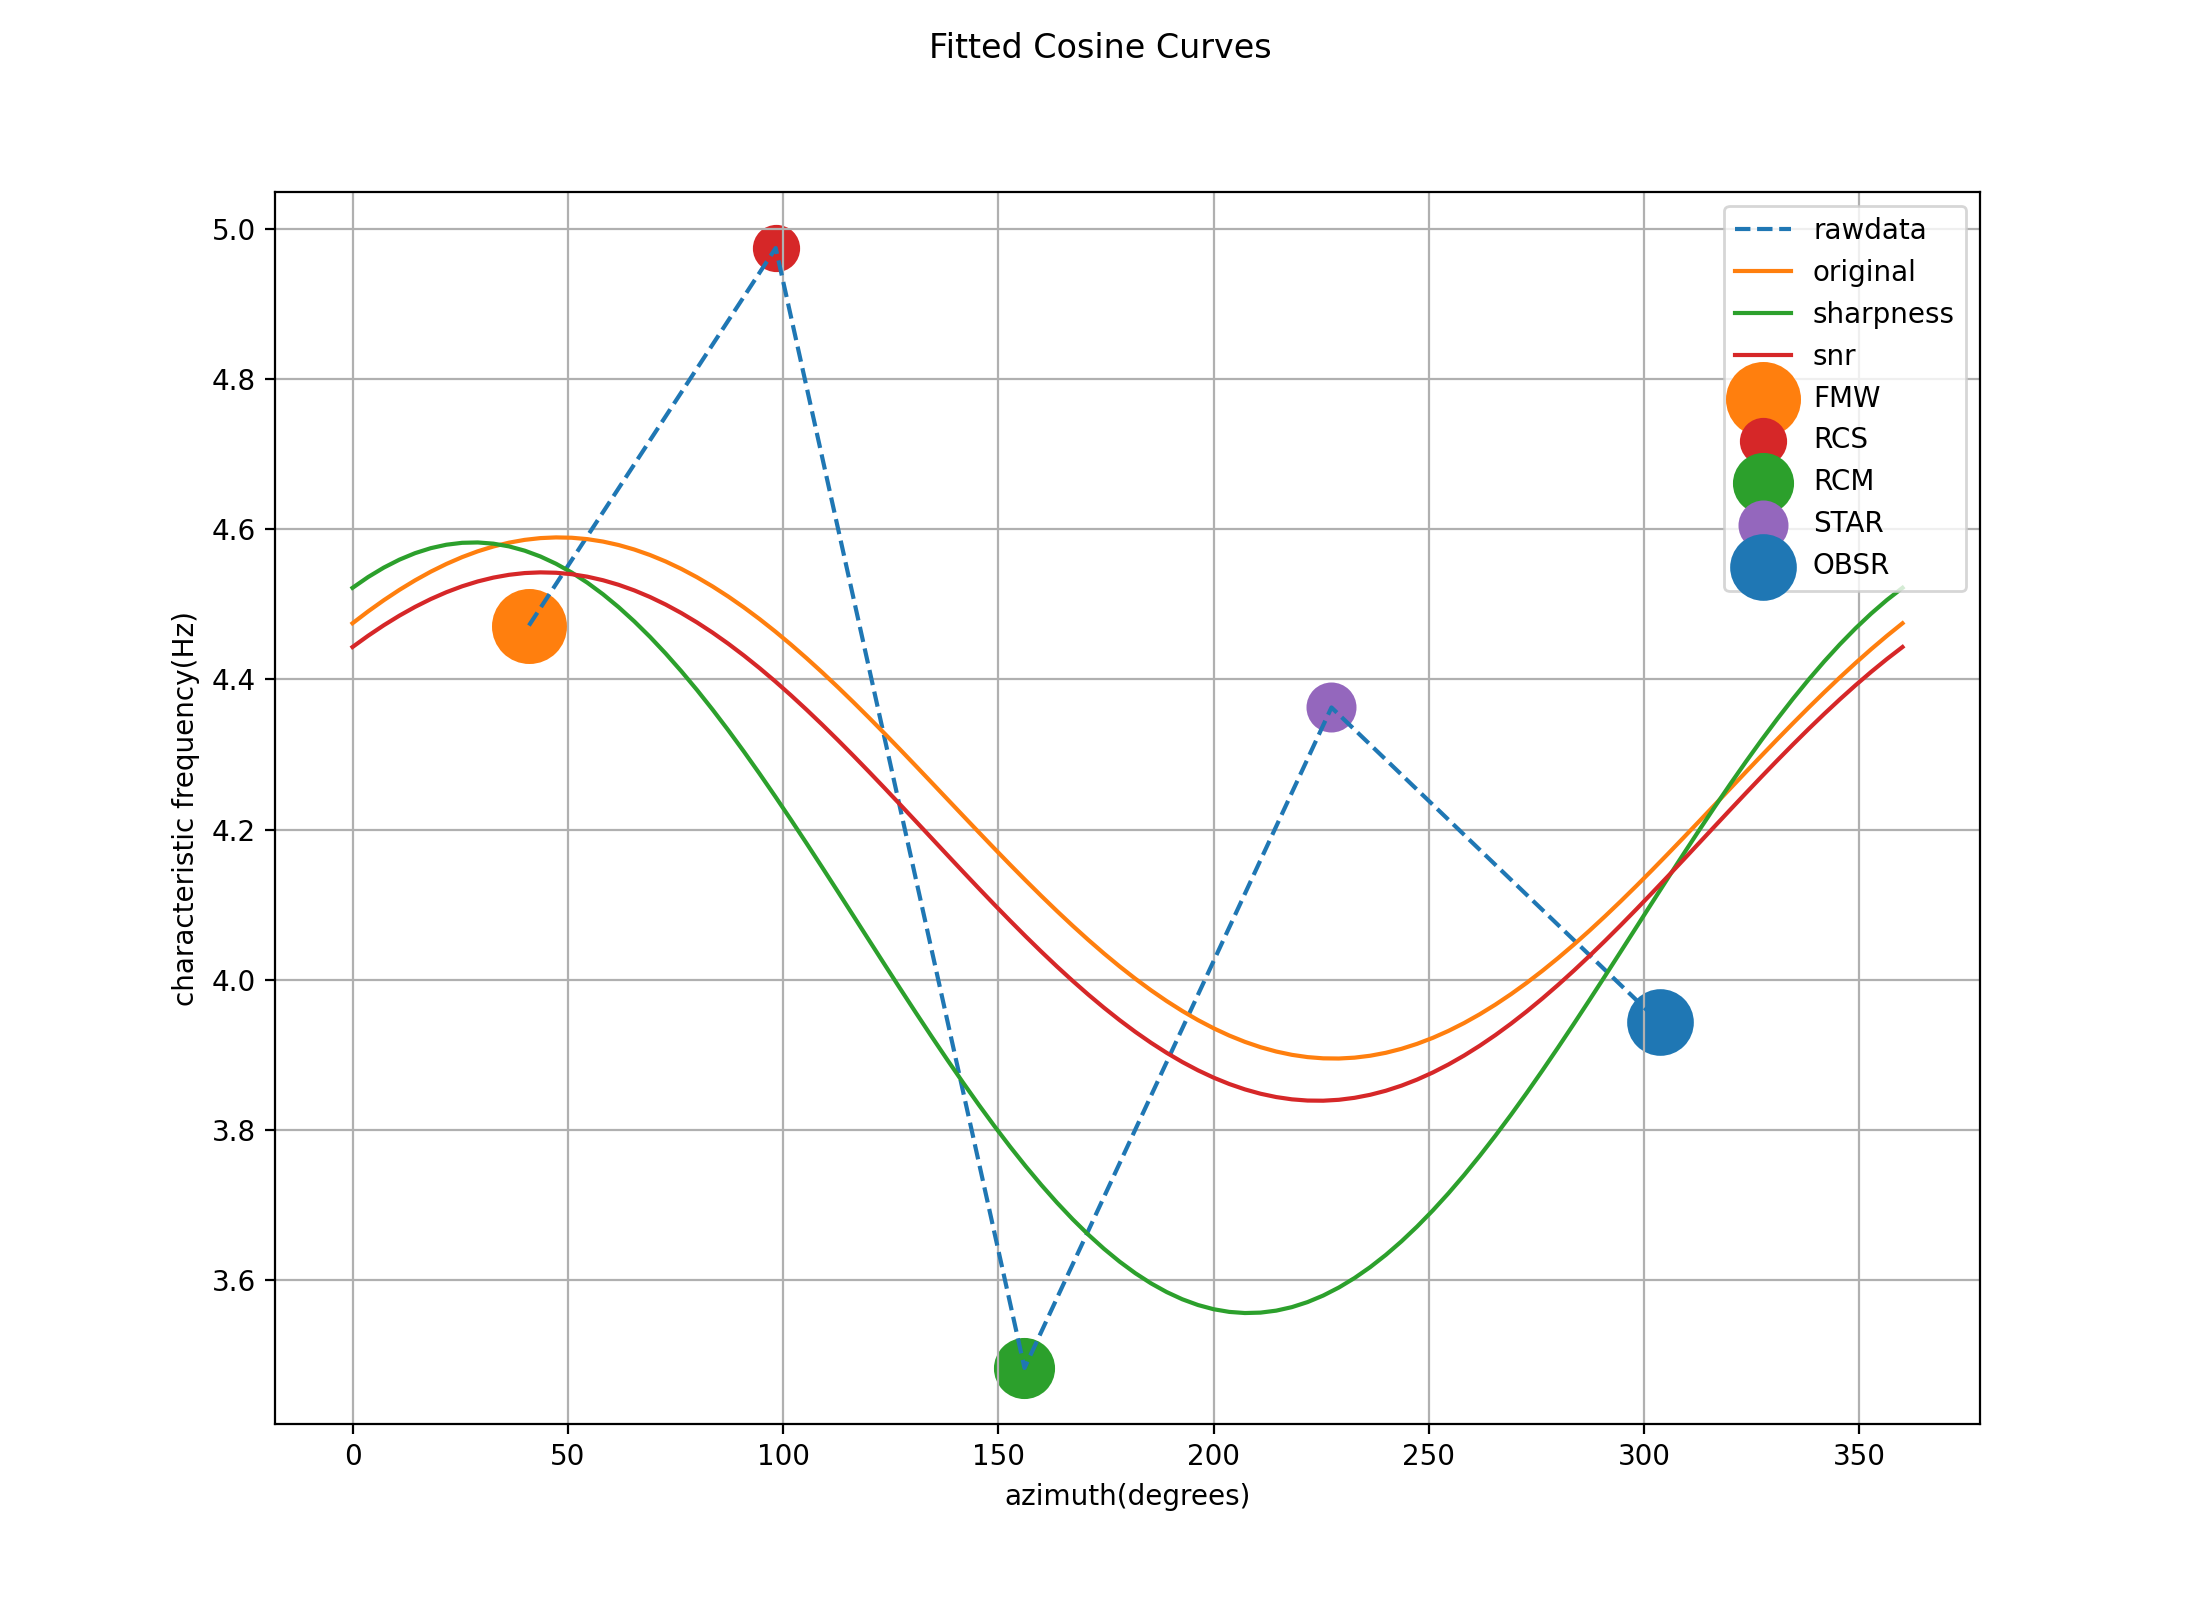 Fitted Cosine Curves
characteristic frequency(Hz)
5.0
4.8
4.6
4.4
4.2
4.0
3.8
3.6
rawdata
original
sharpness
snr
FMW
RCS
RCM
STAR
OBSR
0 50 100 150 200 250 300 350
azimuth(degrees)